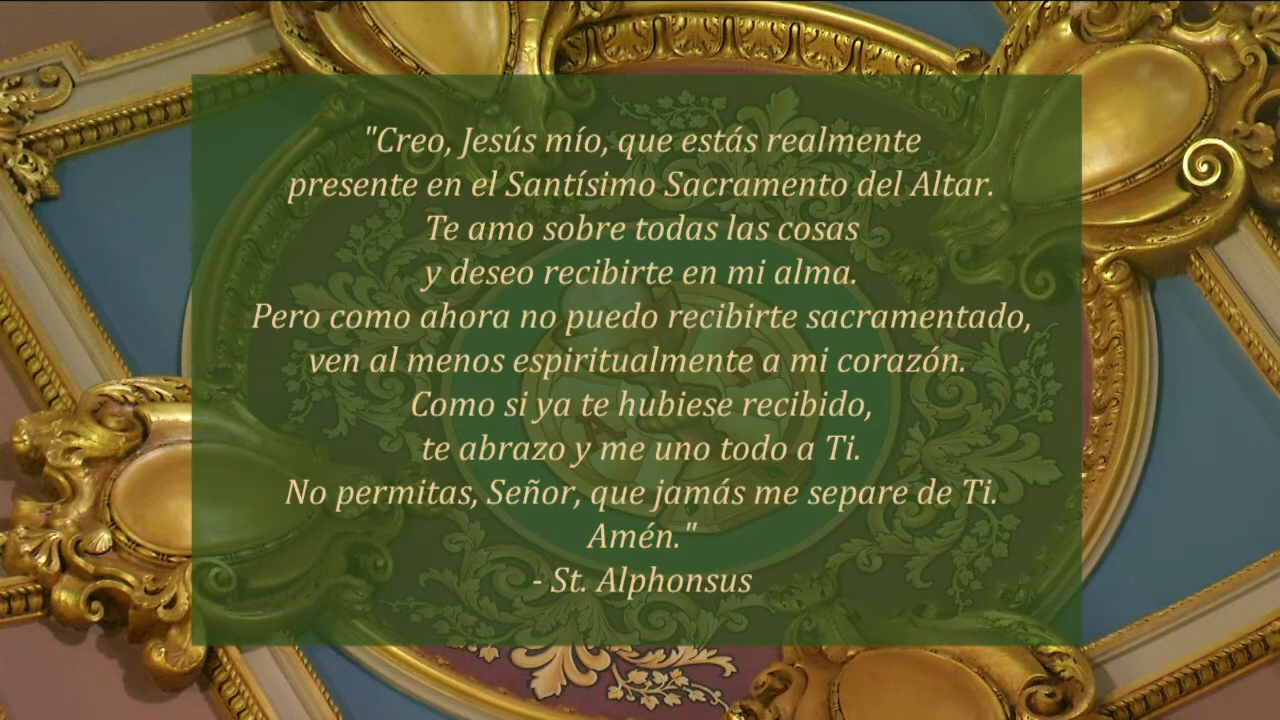 "Creo, Jesús mío, que estás realmente
presente en el Santísimo Sacramento del Altar.
Te amo sobre todas las cosas
y deseo recibirte en mi alma.
Pero como ahora no puedo recibirte sacramentado,
ven al menos espiritualmente a mi corazón.
Como si ya te hubiese recibido,
te abrazo y me uno todo a Ti.
No permitas, Señor, que jamás me separe de Ti.
Amén."
- St. Alphonsus